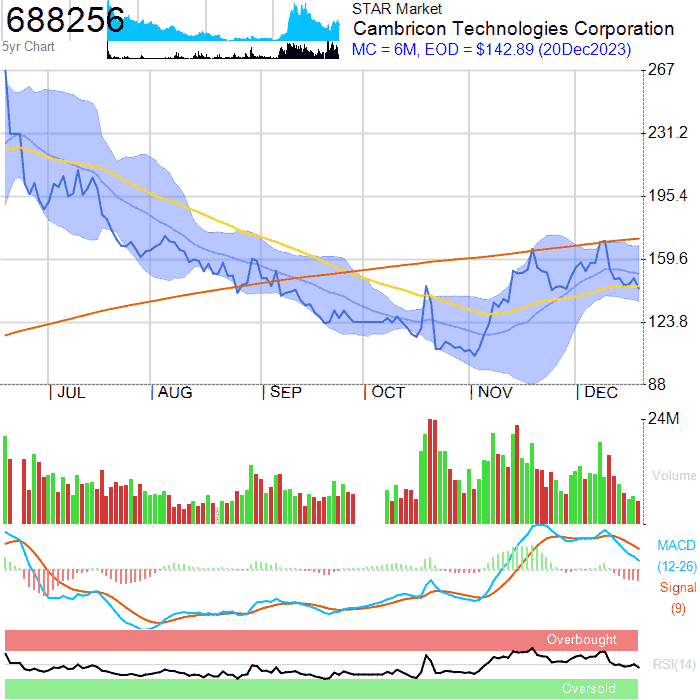 688256
5yr Chart
STAR Market
Cambricon Technologies Corporation
MC = 6M, EOD = $142.89 (20Dec2023)
267
231.2
195.4
159.6
123.8
88
JUL AUG SEP OCT NOV DEC
24M
Volume
MACD
(12-26)
Signal
(9)
Overbought
RSI(14)
Oversold